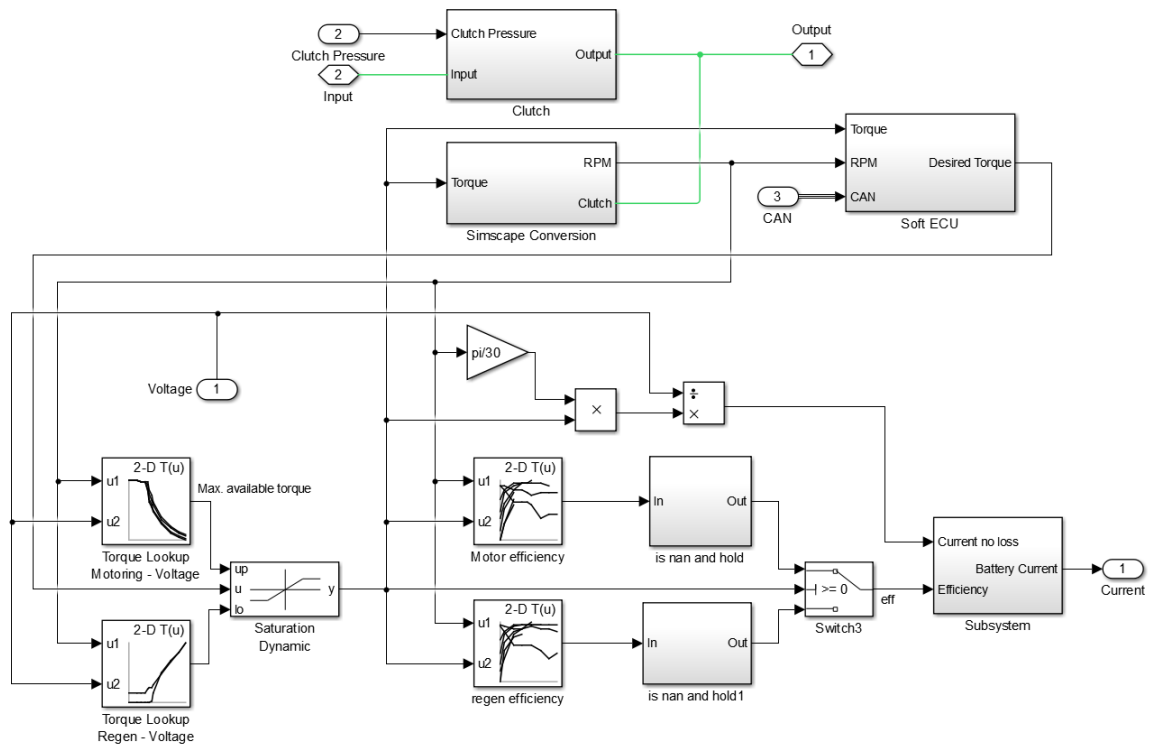 2
Clutch Pressure
2
Input
Clutch Pressure
Input
Output
Clutch
Output
1
Torque
RPM
Clutch
Simscape Conversion
Torque
RPM
CAN
Desired Torque
Soft ECU
3
CAN
Voltage
1
pi/30
×
÷
×
2-D T(u)
u1
u2
Torque Lookup
Motoring - Voltage
Max. available torque
up
u
lo
y
Saturation
Dynamic
2-D T(u)
u1
u2
Torque Lookup
Regen - Voltage
2-D T(u)
u1
u2
Motor efficiency
In
Out
is nan and hold
2-D T(u)
u1
u2
regen efficiency
In
Out
is nan and hold1
>= 0
Switch3
eff
Current no loss
Efficiency
Battery Current
Subsystem
1
Current